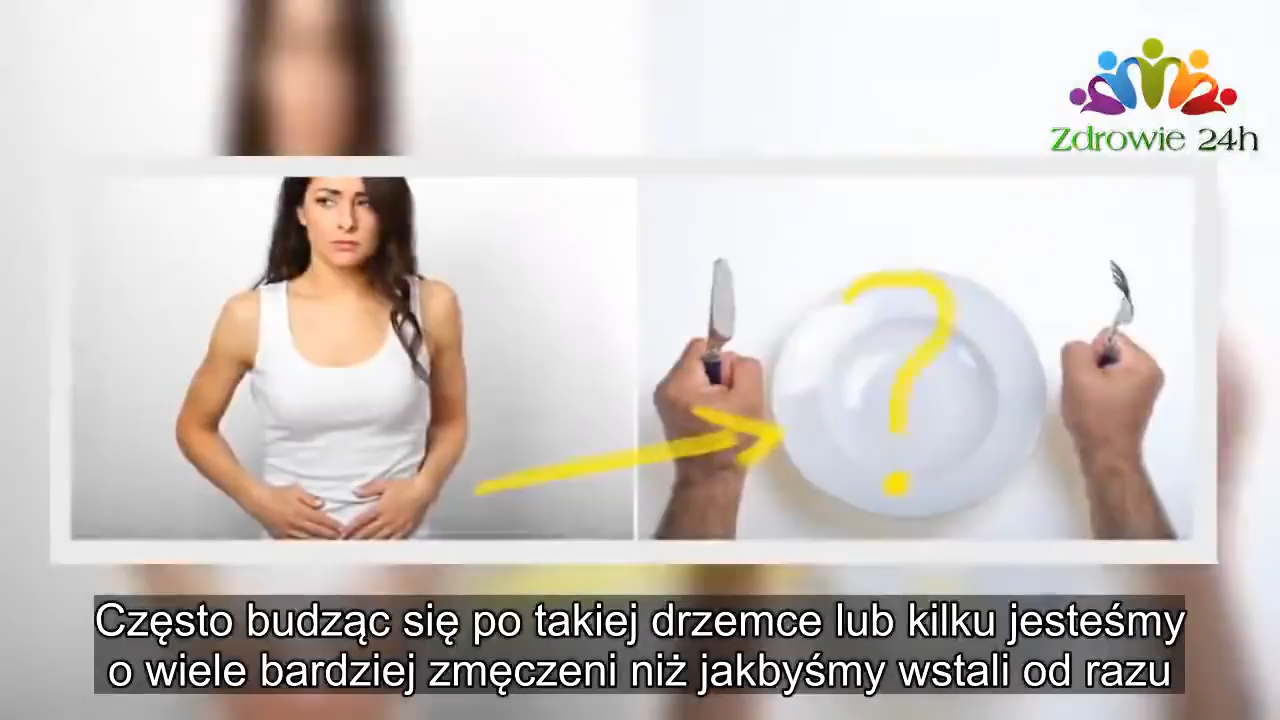 Zdrowie 24h
?
Często budząc się po takiej drzemce lub kilku jesteśmy
o wiele bardziej zmęczeni niż jakbyśmy wstali od razu